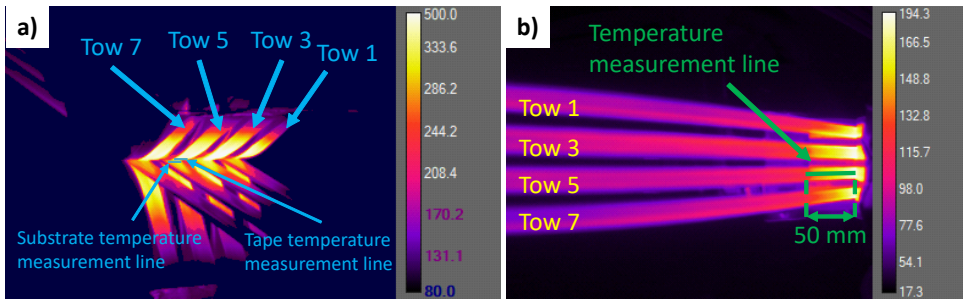 a)
Tow 7
Tow 5
Tow 3
Tow 1
Substrate temperature
measurement line
Tape temperature
measurement line
500.0
333.6
286.2
244.2
208.4
170.2
131.1
80.0
b)
Temperature
measurement line
Tow 1
Tow 3
Tow 5
Tow 7
50 mm
194.3
166.5
148.8
132.2
115.7
98.0
77.6
54.1
17.3